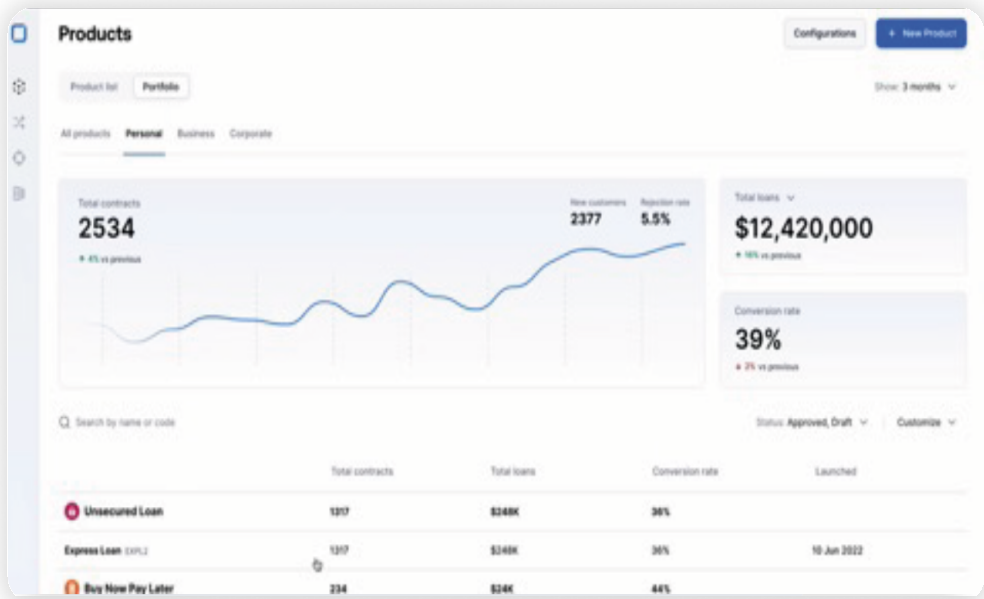 Products
Configurations
+ New Product
Product list
Portfolio
Show: 3 months
All products
Personal
Business
Corporate
Total contracts
2534
4% vs previous
New customers
2377
Rejection rate
5.5%
Total loans
$12,420,000
16% vs previous
Conversion rate
39%
2% vs previous
Search by name or code
Status: Approved, Draft
Customize
Total contracts Total loans Conversion rate Launched
Unsecured Loan 1317 $248K 36%
Express Loan EXPL2 1317 $248K 36% 10 Jun 2022
Buy Now Pay Later 234 $24K 44%